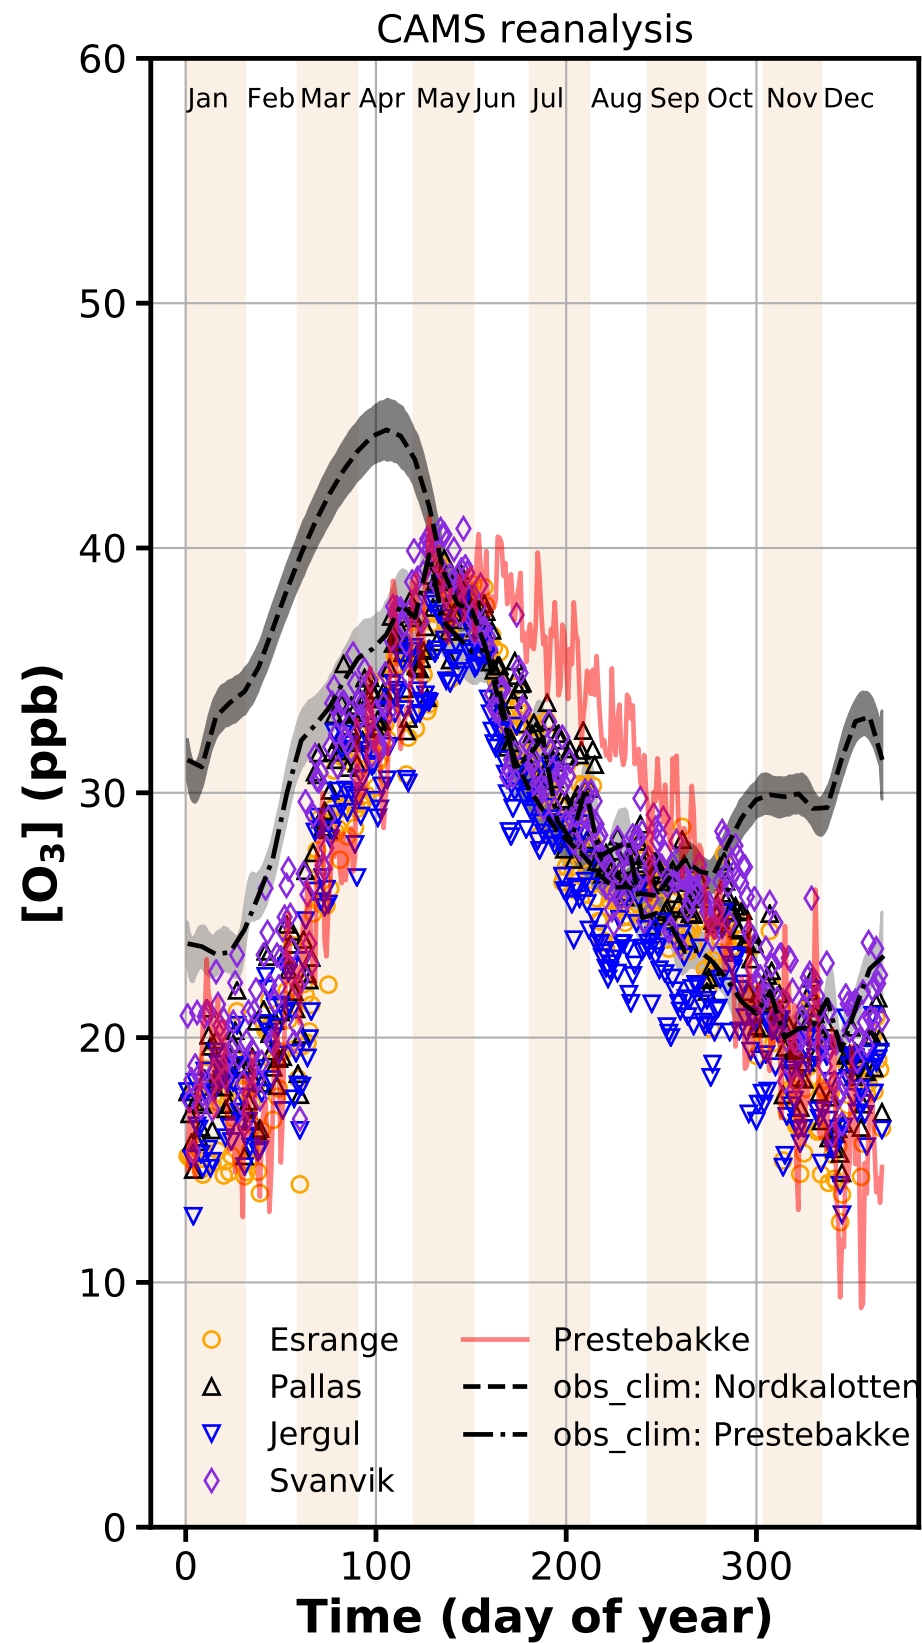 CAMS reanalysis
60
Jan Feb Mar Apr May Jun Jul Aug Sep Oct Nov Dec
50
40
30
20
10
0
[O₃] (ppb)
Esrange
Pallas
Jergul
Svanvik
Prestebakke
obs_clim: Nordkalotten
obs_clim: Prestebakke
0 100 200 300
Time (day of year)